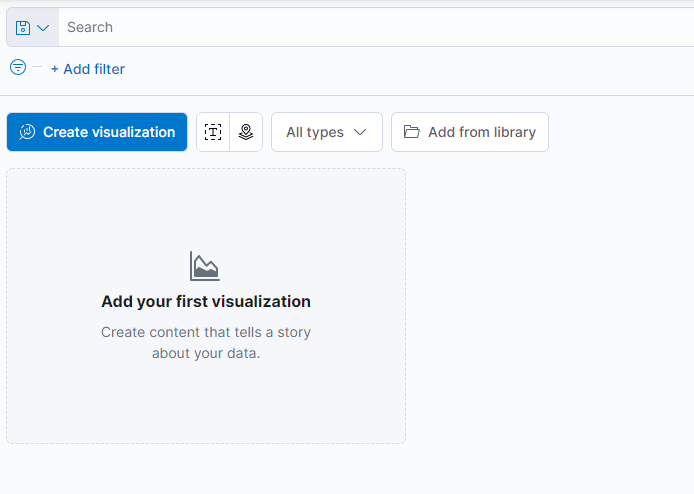 Search
+ Add filter
Create visualization
T
All types
Add from library
Add your first visualization
Create content that tells a story
about your data.